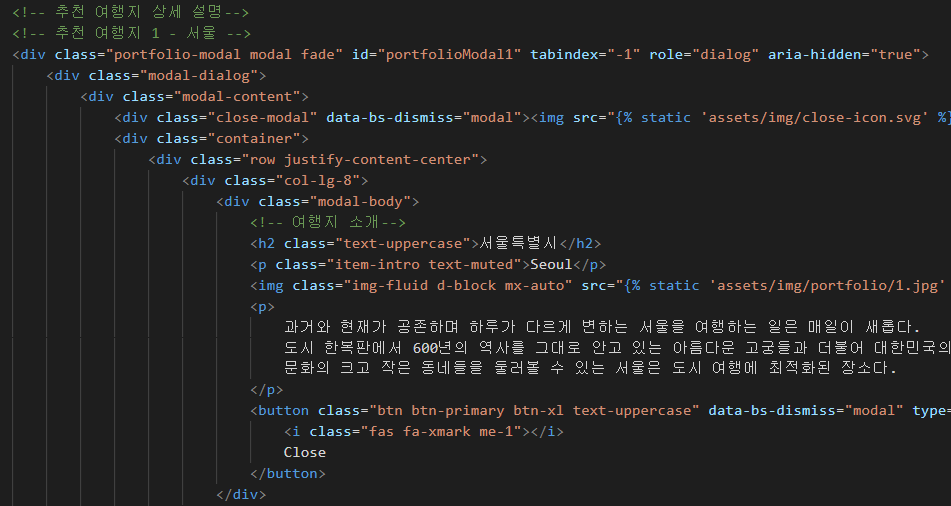 <!-- 추천 여행지 상세 설명-->
<!-- 추천 여행지 1 - 서울 -->
<div class="portfolio-modal modal fade" id="portfolioModal1" tabindex="-1" role="dialog" aria-hidden="true">
<div class="modal-dialog">
<div class="modal-content">
<div class="close-modal" data-bs-dismiss="modal"><img src="{% static 'assets/img/close-icon.svg' %}
<div class="container">
<div class="row justify-content-center">
<div class="col-lg-8">
<div class="modal-body">
<!-- 여행지 소개-->
<h2 class="text-uppercase">서울특별시</h2>
<p class="item-intro text-muted">Seoul</p>
<img class="img-fluid d-block mx-auto" src="{% static 'assets/img/portfolio/1.jpg'
<p>
과거와 현재가 공존하며 하루가 다르게 변하는 서울을 여행하는 일은 매일이 새롭다.
도시 한복판에서 600년의 역사를 그대로 안고 있는 아름다운 고궁들과 더불어 대한민국의
문화의 크고 작은 동네들을 둘러볼 수 있는 서울은 도시 여행에 최적화된 장소다.
</p>
<button class="btn btn-primary btn-xl text-uppercase" data-bs-dismiss="modal" type=
<i class="fas fa-xmark me-1"></i>
Close
</button>
</div>